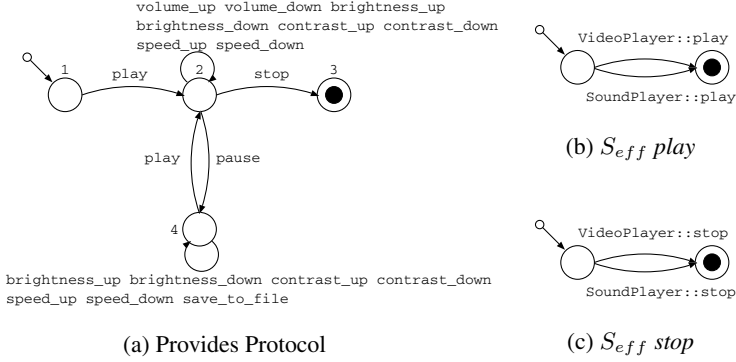 volume_up volume_down brightness_up
brightness_down contrast_up contrast_down
speed_up speed_down
1
play
2
stop
3
play
pause
4
brightness_up brightness_down contrast_up contrast_down
speed_up speed_down save_to_file
(a) Provides Protocol
VideoPlayer::play
SoundPlayer::play
(b) S_eff play
VideoPlayer::stop
SoundPlayer::stop
(c) S_eff stop